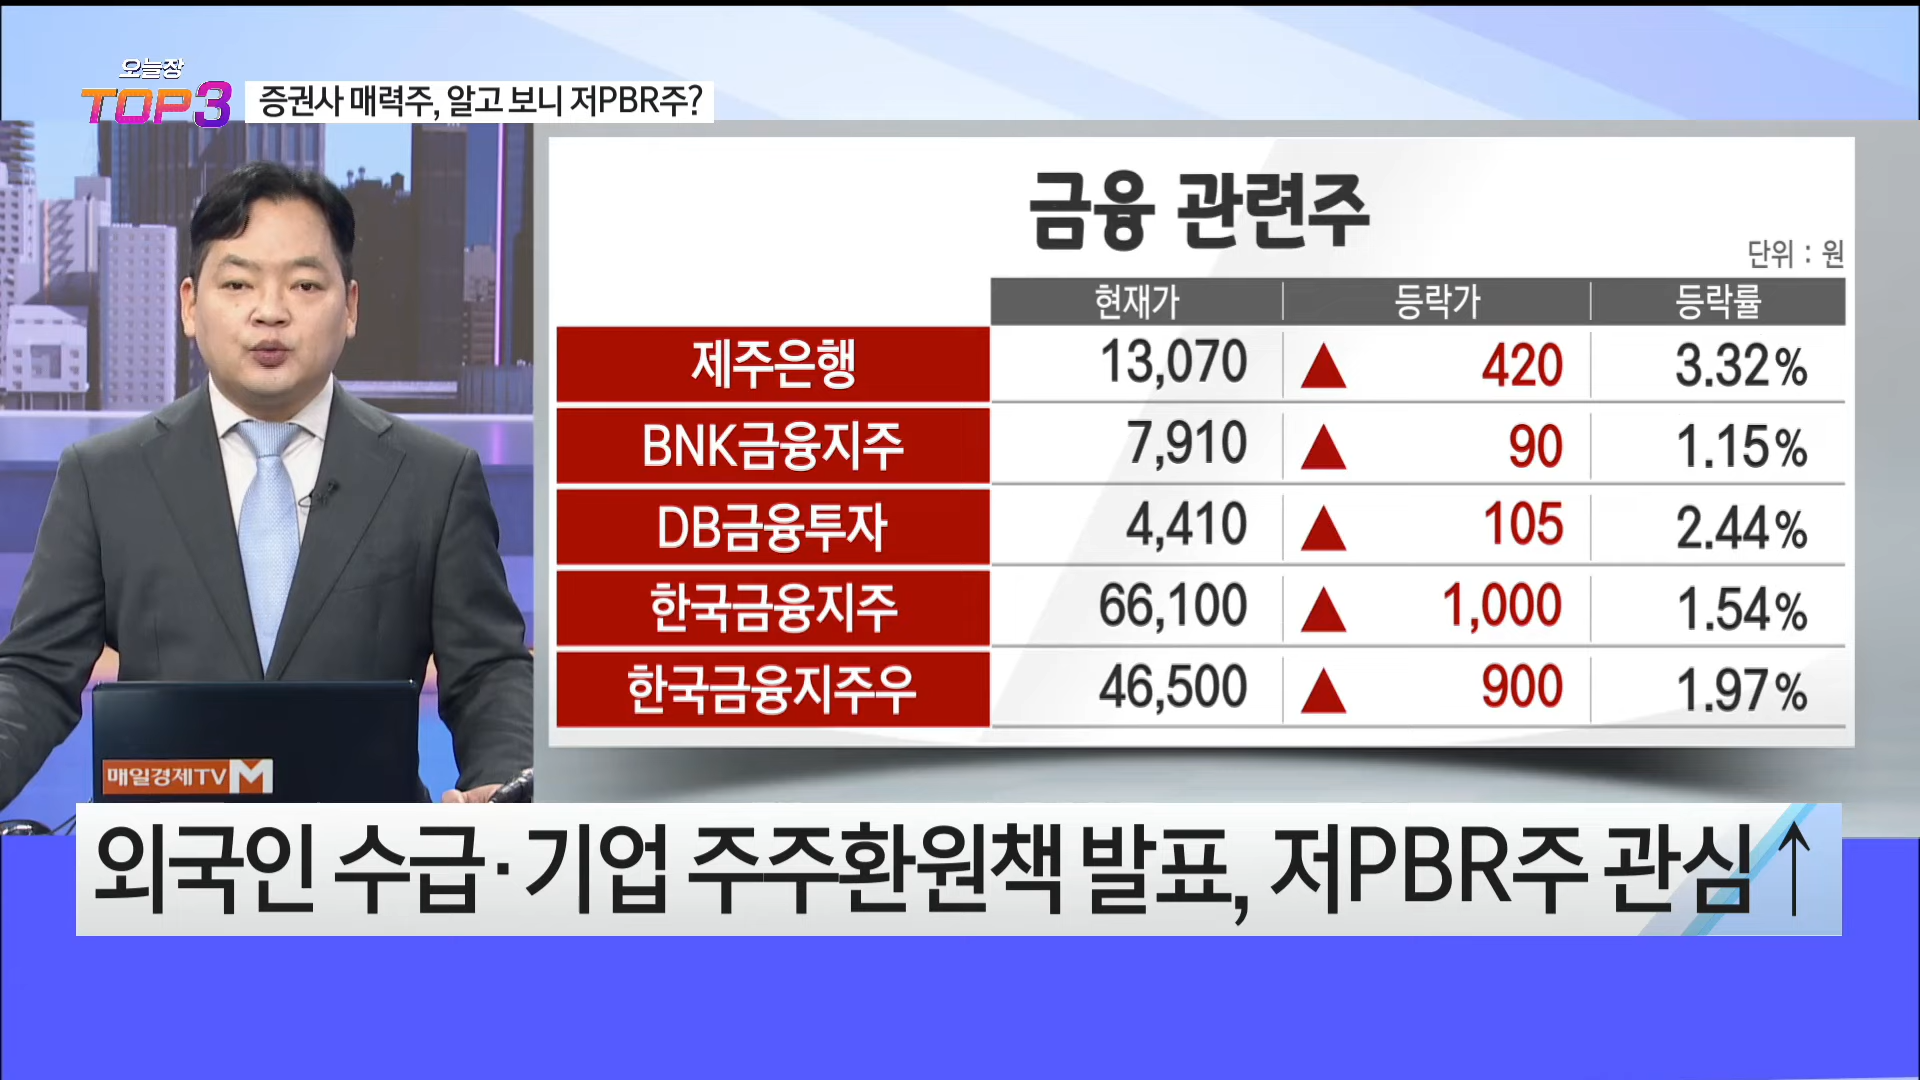 오늘장
TOP3
증권사 매력주, 알고 보니 저PBR주?
금융 관련주
단위 : 원
현재가 등락가 등락률
제주은행 13,070 ▲ 420 3.32%
BNK금융지주 7,910 ▲ 90 1.15%
DB금융투자 4,410 ▲ 105 2.44%
한국금융지주 66,100 ▲ 1,000 1.54%
한국금융지주우 46,500 ▲ 900 1.97%
매일경제TV M
외국인 수급·기업 주주환원책 발표, 저PBR주 관심↑